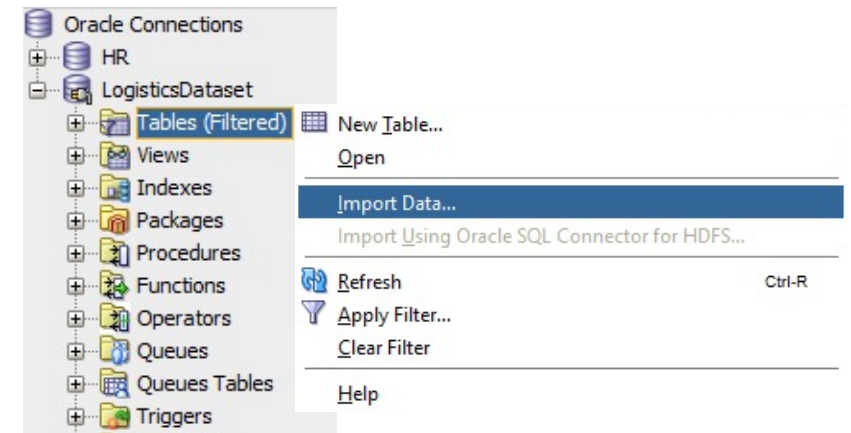 Oracle Connections
HR
LogisticsDataset
Tables (Filtered)
Views
Indexes
Packages
Procedures
Functions
Operators
Queues
Queues Tables
Triggers
New Table...
Open
Import Data...
Import Using Oracle SQL Connector for HDFS...
Refresh Ctrl-R
Apply Filter...
Clear Filter
Help